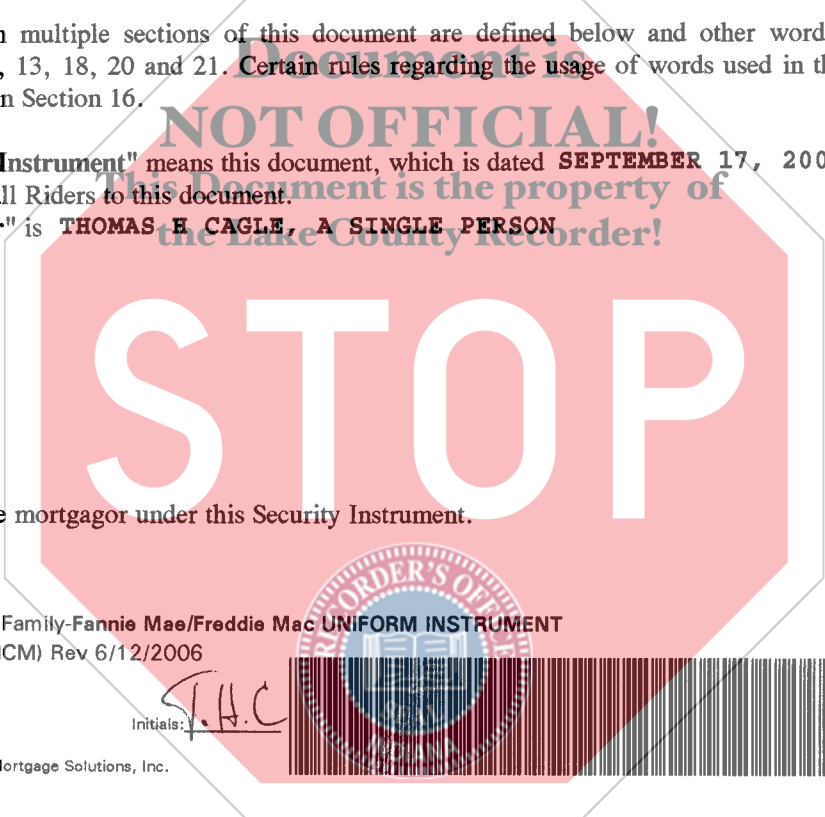 n multiple sections of this document are defined below and other word
, 13, 18, 20 and 21. Certain rules regarding the usage of words used in th
n Section 16.
Document is
NOT OFFICIAL!
This Document is the property of
the Lake County Recorder!
Instrument" means this document, which is dated SEPTEMBER 17, 200
ll Riders to this document.
r" is THOMAS H CAGLE, A SINGLE PERSON
STOP
e mortgagor under this Security Instrument.
Family-Fannie Mae/Freddie Mac UNIFORM INSTRUMENT
CM) Rev 6/12/2006
Initials: T.H.C
ortgage Solutions, Inc.
RECORDER'S OFFICE
SEAL
INDIANA